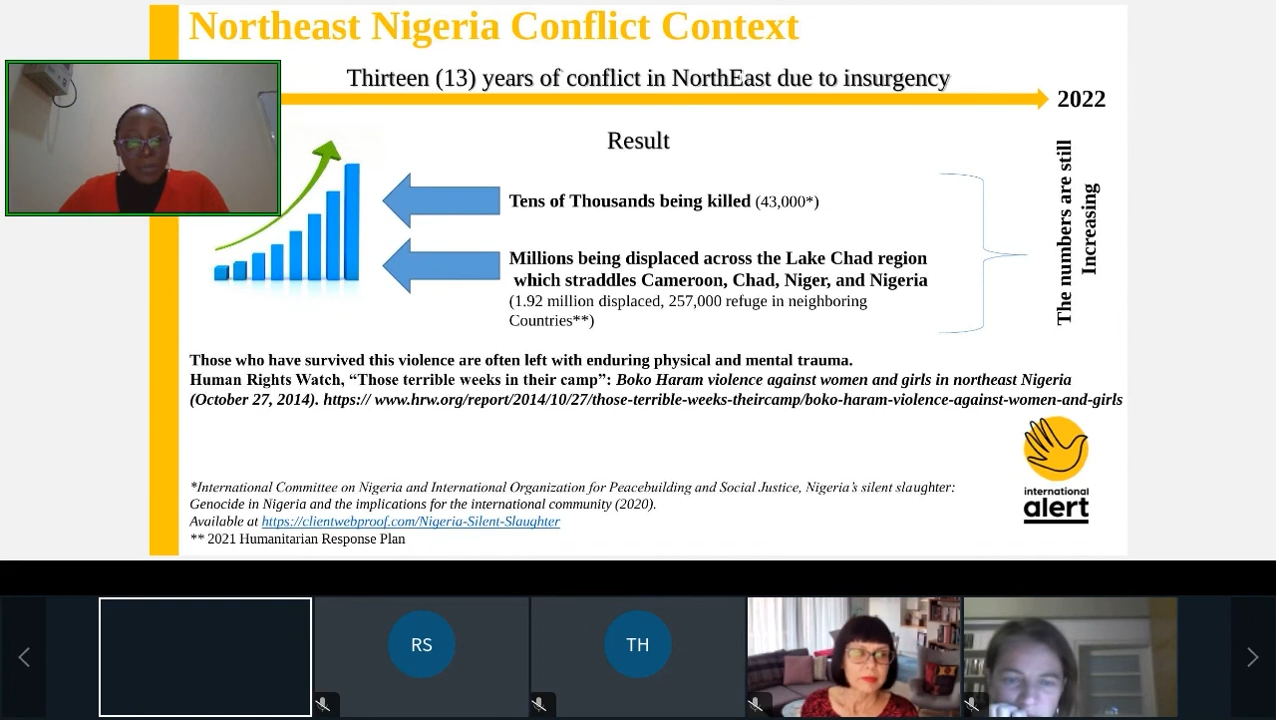 Northeast Nigeria Conflict Context
Thirteen (13) years of conflict in NorthEast due to insurgency
2022
Result
Tens of Thousands being killed (43,000*)
Millions being displaced across the Lake Chad region
which straddles Cameroon, Chad, Niger, and Nigeria
(1.92 million displaced, 257,000 refuge in neighboring
Countries**)
The numbers are still
Increasing
Those who have survived this violence are often left with enduring physical and mental trauma.
Human Rights Watch, “Those terrible weeks in their camp”: Boko Haram violence against women and girls in northeast Nigeria
(October 27, 2014). https:// www.hrw.org/report/2014/10/27/those-terrible-weeks-theircamp/boko-haram-violence-against-women-and-girls
international
alert
*International Committee on Nigeria and International Organization for Peacebuilding and Social Justice, Nigeria’s silent slaughter:
Genocide in Nigeria and the implications for the international community (2020).
Available at https://clientwebproof.com/Nigeria-Silent-Slaughter
** 2021 Humanitarian Response Plan
RS
TH